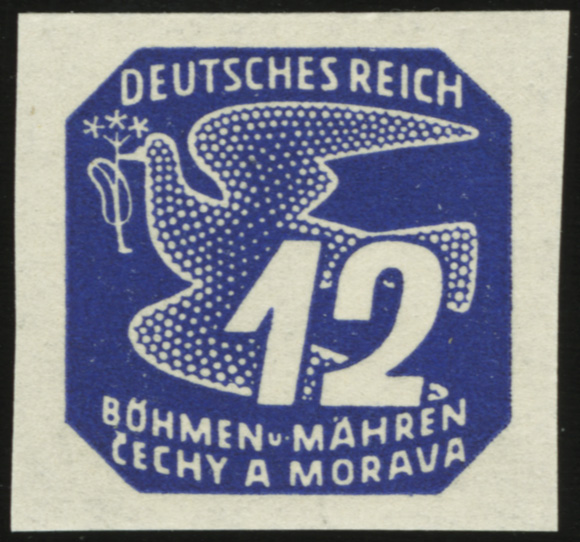 DEUTSCHES REICH
12
BÖHMEN u. MÄHREN
ČECHY A MORAVA